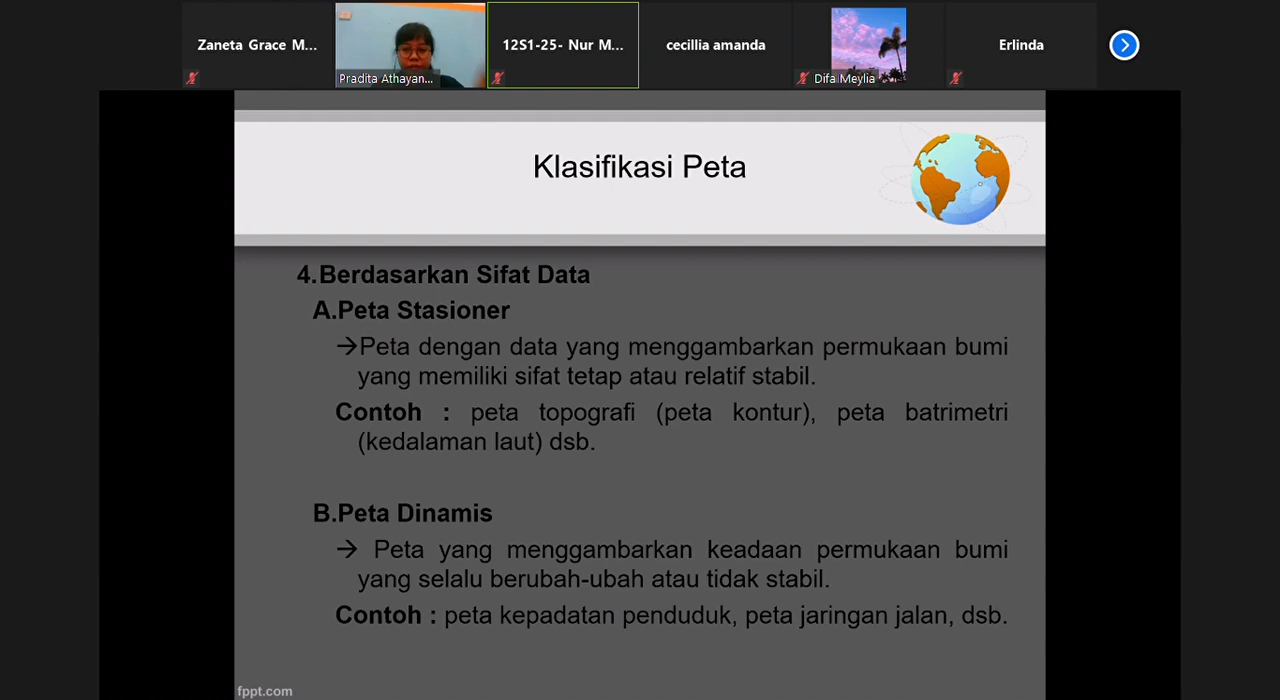 Zaneta Grace M...
Pradita Athayan...
12S1-25- Nur M...
cecillia amanda
Difa Meylia
Erlinda
Klasifikasi Peta
4.Berdasarkan Sifat Data
A.Peta Stasioner
→Peta dengan data yang menggambarkan permukaan bumi
yang memiliki sifat tetap atau relatif stabil.
Contoh : peta topografi (peta kontur), peta batrimetri
(kedalaman laut) dsb.
B.Peta Dinamis
→ Peta yang menggambarkan keadaan permukaan bumi
yang selalu berubah-ubah atau tidak stabil.
Contoh : peta kepadatan penduduk, peta jaringan jalan, dsb.
fppt.com